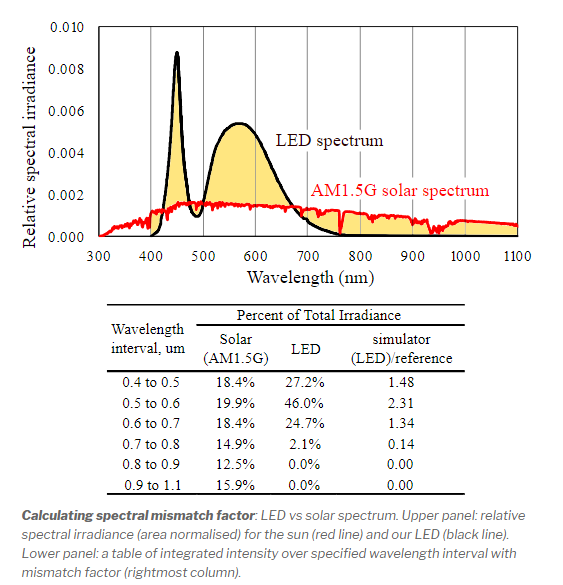 Relative spectral irradiance
0.010
0.008
0.006
0.004
0.002
0.000
LED spectrum
AM1.5G solar spectrum
300 400 500 600 700 800 900 1000 1100
Wavelength (nm)
Percent of Total Irradiance
Wavelength interval, um
Solar (AM1.5G)
LED
simulator (LED)/reference
0.4 to 0.5 18.4% 27.2% 1.48
0.5 to 0.6 19.9% 46.0% 2.31
0.6 to 0.7 18.4% 24.7% 1.34
0.7 to 0.8 14.9% 2.1% 0.14
0.8 to 0.9 12.5% 0.0% 0.00
0.9 to 1.1 15.9% 0.0% 0.00
Calculating spectral mismatch factor: LED vs solar spectrum. Upper panel: relative
spectral irradiance (area normalised) for the sun (red line) and our LED (black line).
Lower panel: a table of integrated intensity over specified wavelength interval with
mismatch factor (rightmost column).